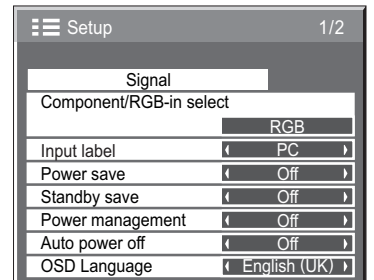 Setup 1/2
Signal
Component/RGB-in select
RGB
Input label PC
Power save Off
Standby save Off
Power management Off
Auto power off Off
OSD Language English (UK)